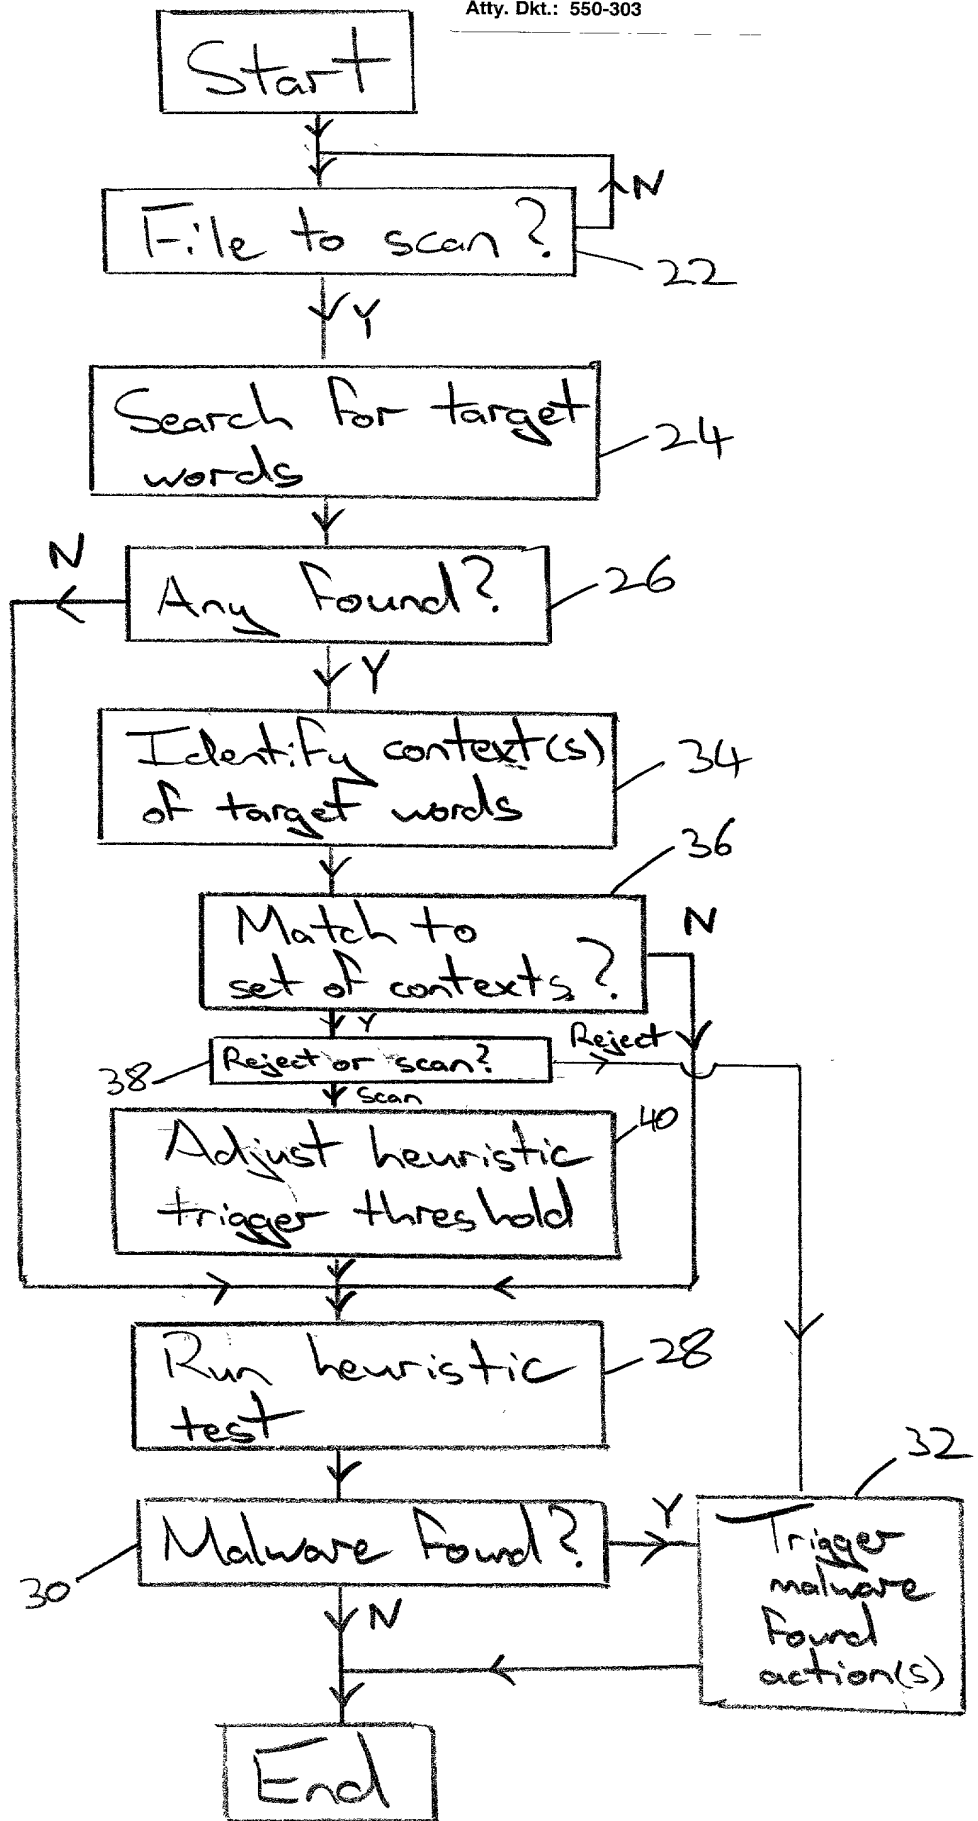 Atty. Dkt.: 550-303
Start
N
File to scan?
22
Y
Search for target
words
24
N
Any found?
26
Y
Identify context(s)
of target words
34
36
Match to
set of contexts?
N
Y
Reject or scan?
Reject
38
Scan
40
Adjust heuristic
trigger threshold
Run heuristic
test
28
32
Malware found?
Y
30
N
Trigger
malware
found
action(s)
End